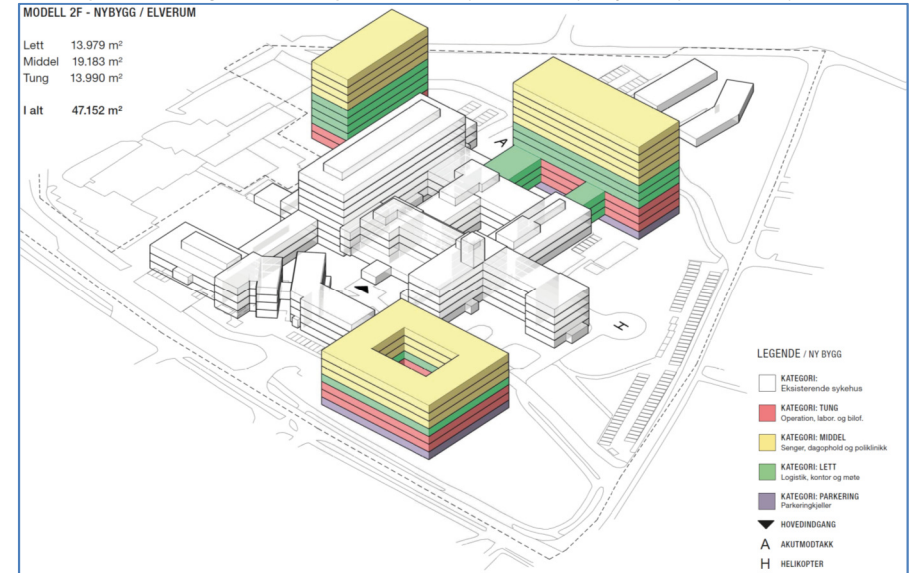 MODELL 2F - NYBYGG / ELVERUM
Lett 13.979 m²
Middel 19.183 m²
Tung 13.990 m²
I alt 47.152 m²
A
H
LEGENDE / NY BYGG
KATEGORI:
Eksisterende sykehus
KATEGORI: TUNG
Operation, labor. og bilof.
KATEGORI: MIDDEL
Senger, dagophold og poliklinikk
KATEGORI: LETT
Logistik, kontor og møte
KATEGORI: PARKERING
Parkeringkjeller
HOVEDINDGANG
A AKUTMODTAKK
H HELIKOPTER